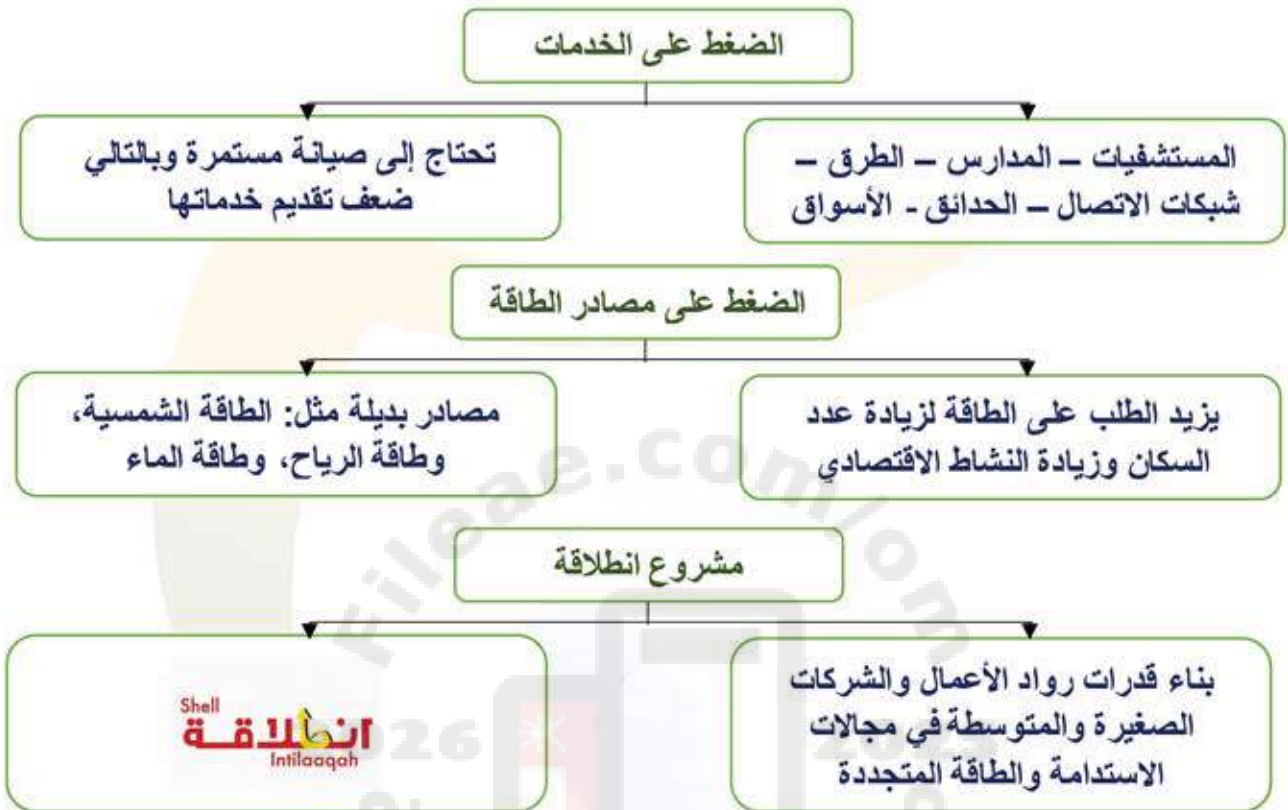 الضغط على الخدمات
المستشفيات – المدارس – الطرق –
شبكات الاتصال – الحدائق - الأسواق
تحتاج إلى صيانة مستمرة وبالتالي
ضعف تقديم خدماتها
الضغط على مصادر الطاقة
يزيد الطلب على الطاقة لزيادة عدد
السكان وزيادة النشاط الاقتصادي
مصادر بديلة مثل: الطاقة الشمسية،
وطاقة الرياح، وطاقة الماء
مشروع انطلاقة
بناء قدرات رواد الأعمال والشركات
الصغيرة والمتوسطة في مجالات
الاستدامة والطاقة المتجددة
Shell
انطلاقة
Intilaaqah
Fileae.com/om